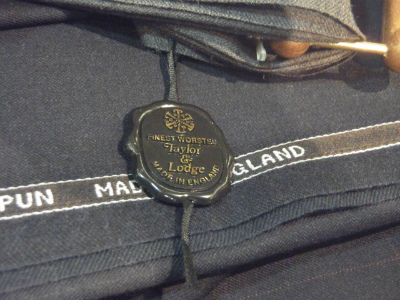 FINEST WORSTED
Taylor
&
Lodge
MADE IN ENGLAND
PUN MAD GLAND